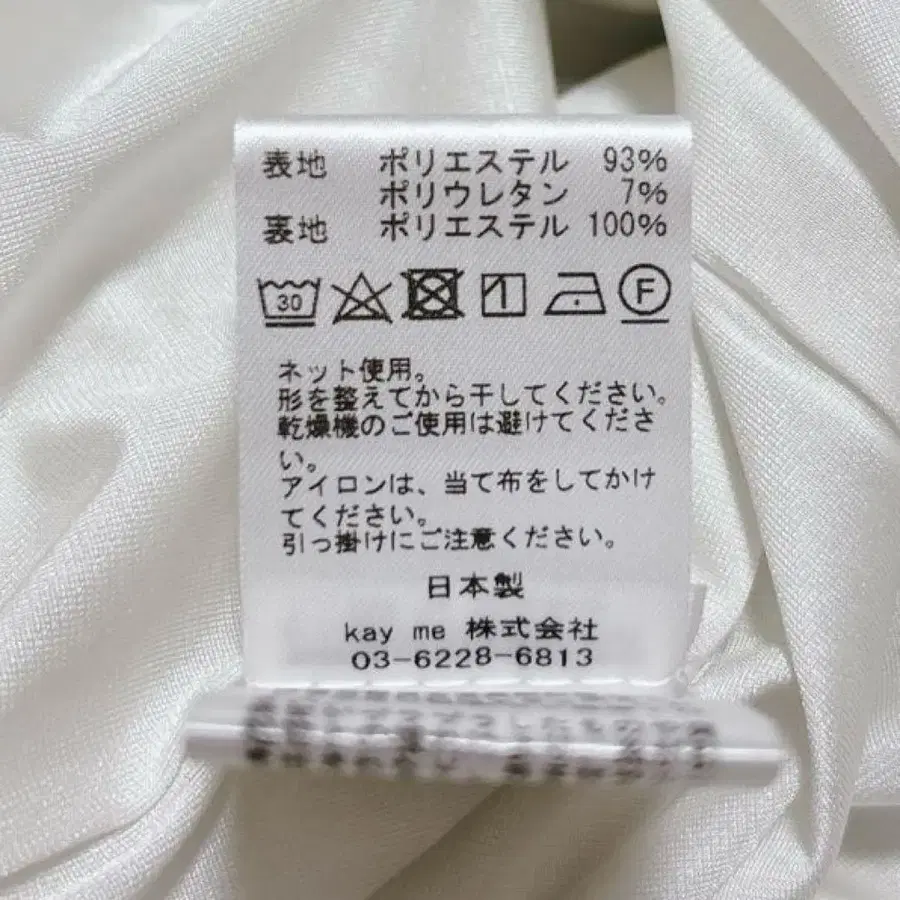 表地 ポリエステル 93%
ポリウレタン 7%
裏地 ポリエステル 100%
30 F
ネット使用。
形を整えてから干してください。
乾燥機のご使用は避けてくださ
い。
アイロンは、当て布をしてかけ
てください。
引っ掛けにご注意ください。
日本製
kay me 株式会社
03-6228-6813